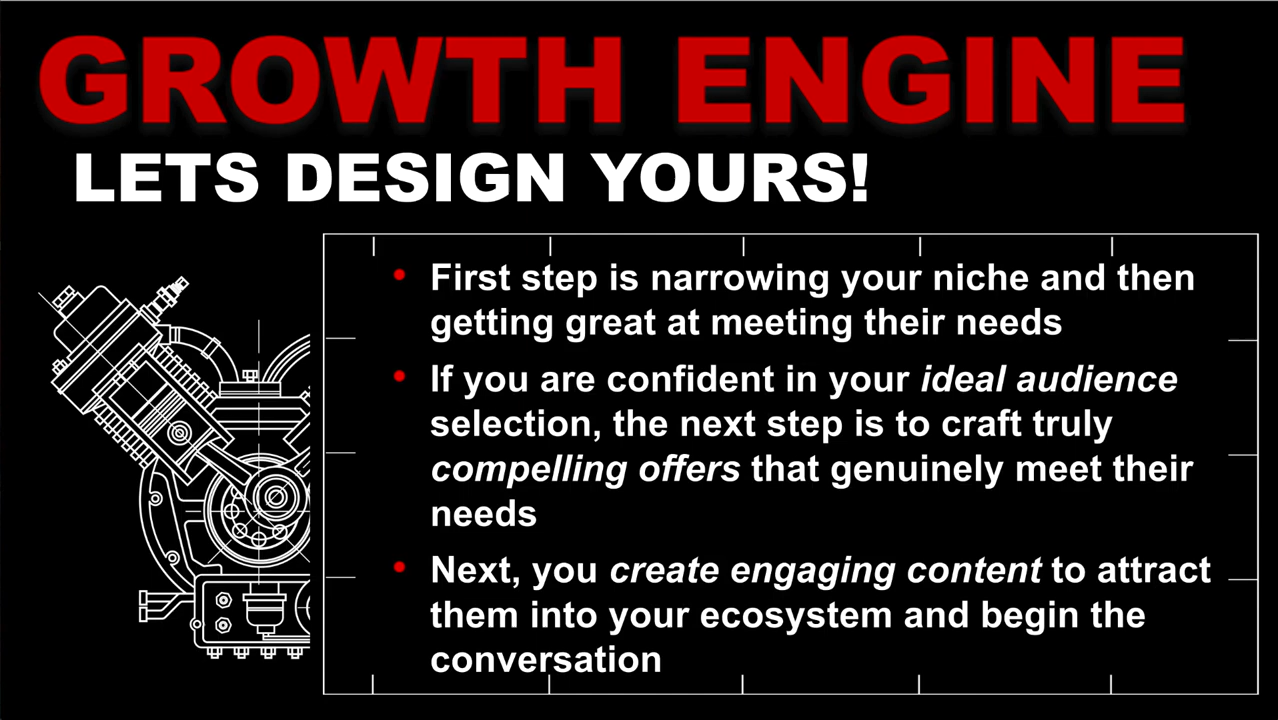 GROWTH ENGINE
LETS DESIGN YOURS!
• First step is narrowing your niche and then
getting great at meeting their needs
• If you are confident in your ideal audience
selection, the next step is to craft truly
compelling offers that genuinely meet their
needs
• Next, you create engaging content to attract
them into your ecosystem and begin the
conversation